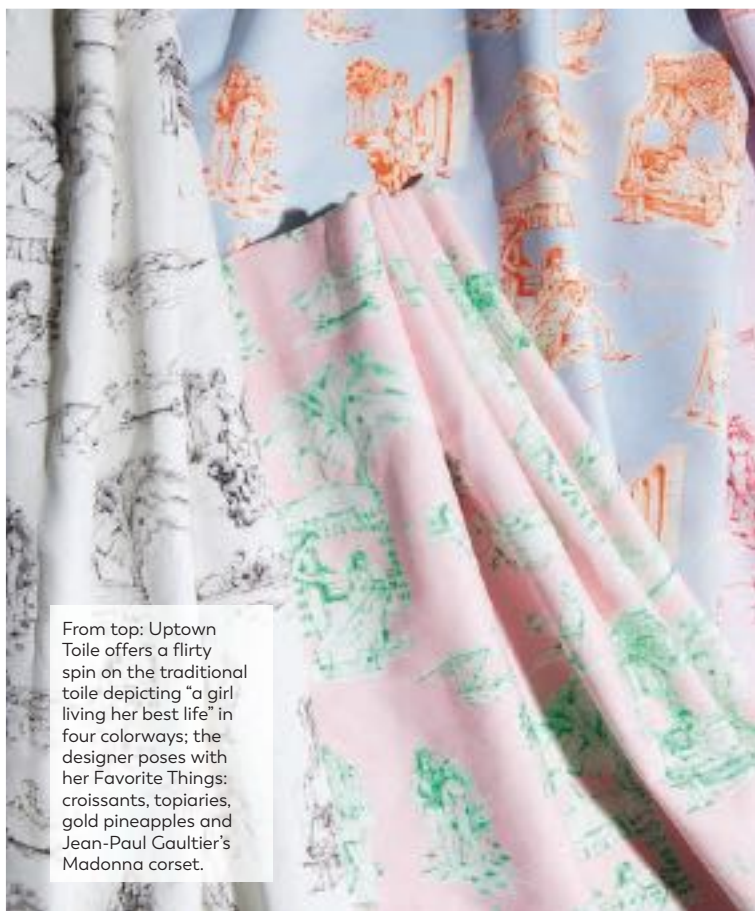 From top: Uptown
Toile offers a flirty
spin on the traditional
toile depicting “a girl
living her best life” in
four colorways; the
designer poses with
her Favorite Things:
croissants, topiaries,
gold pineapples and
Jean-Paul Gaultier’s
Madonna corset.